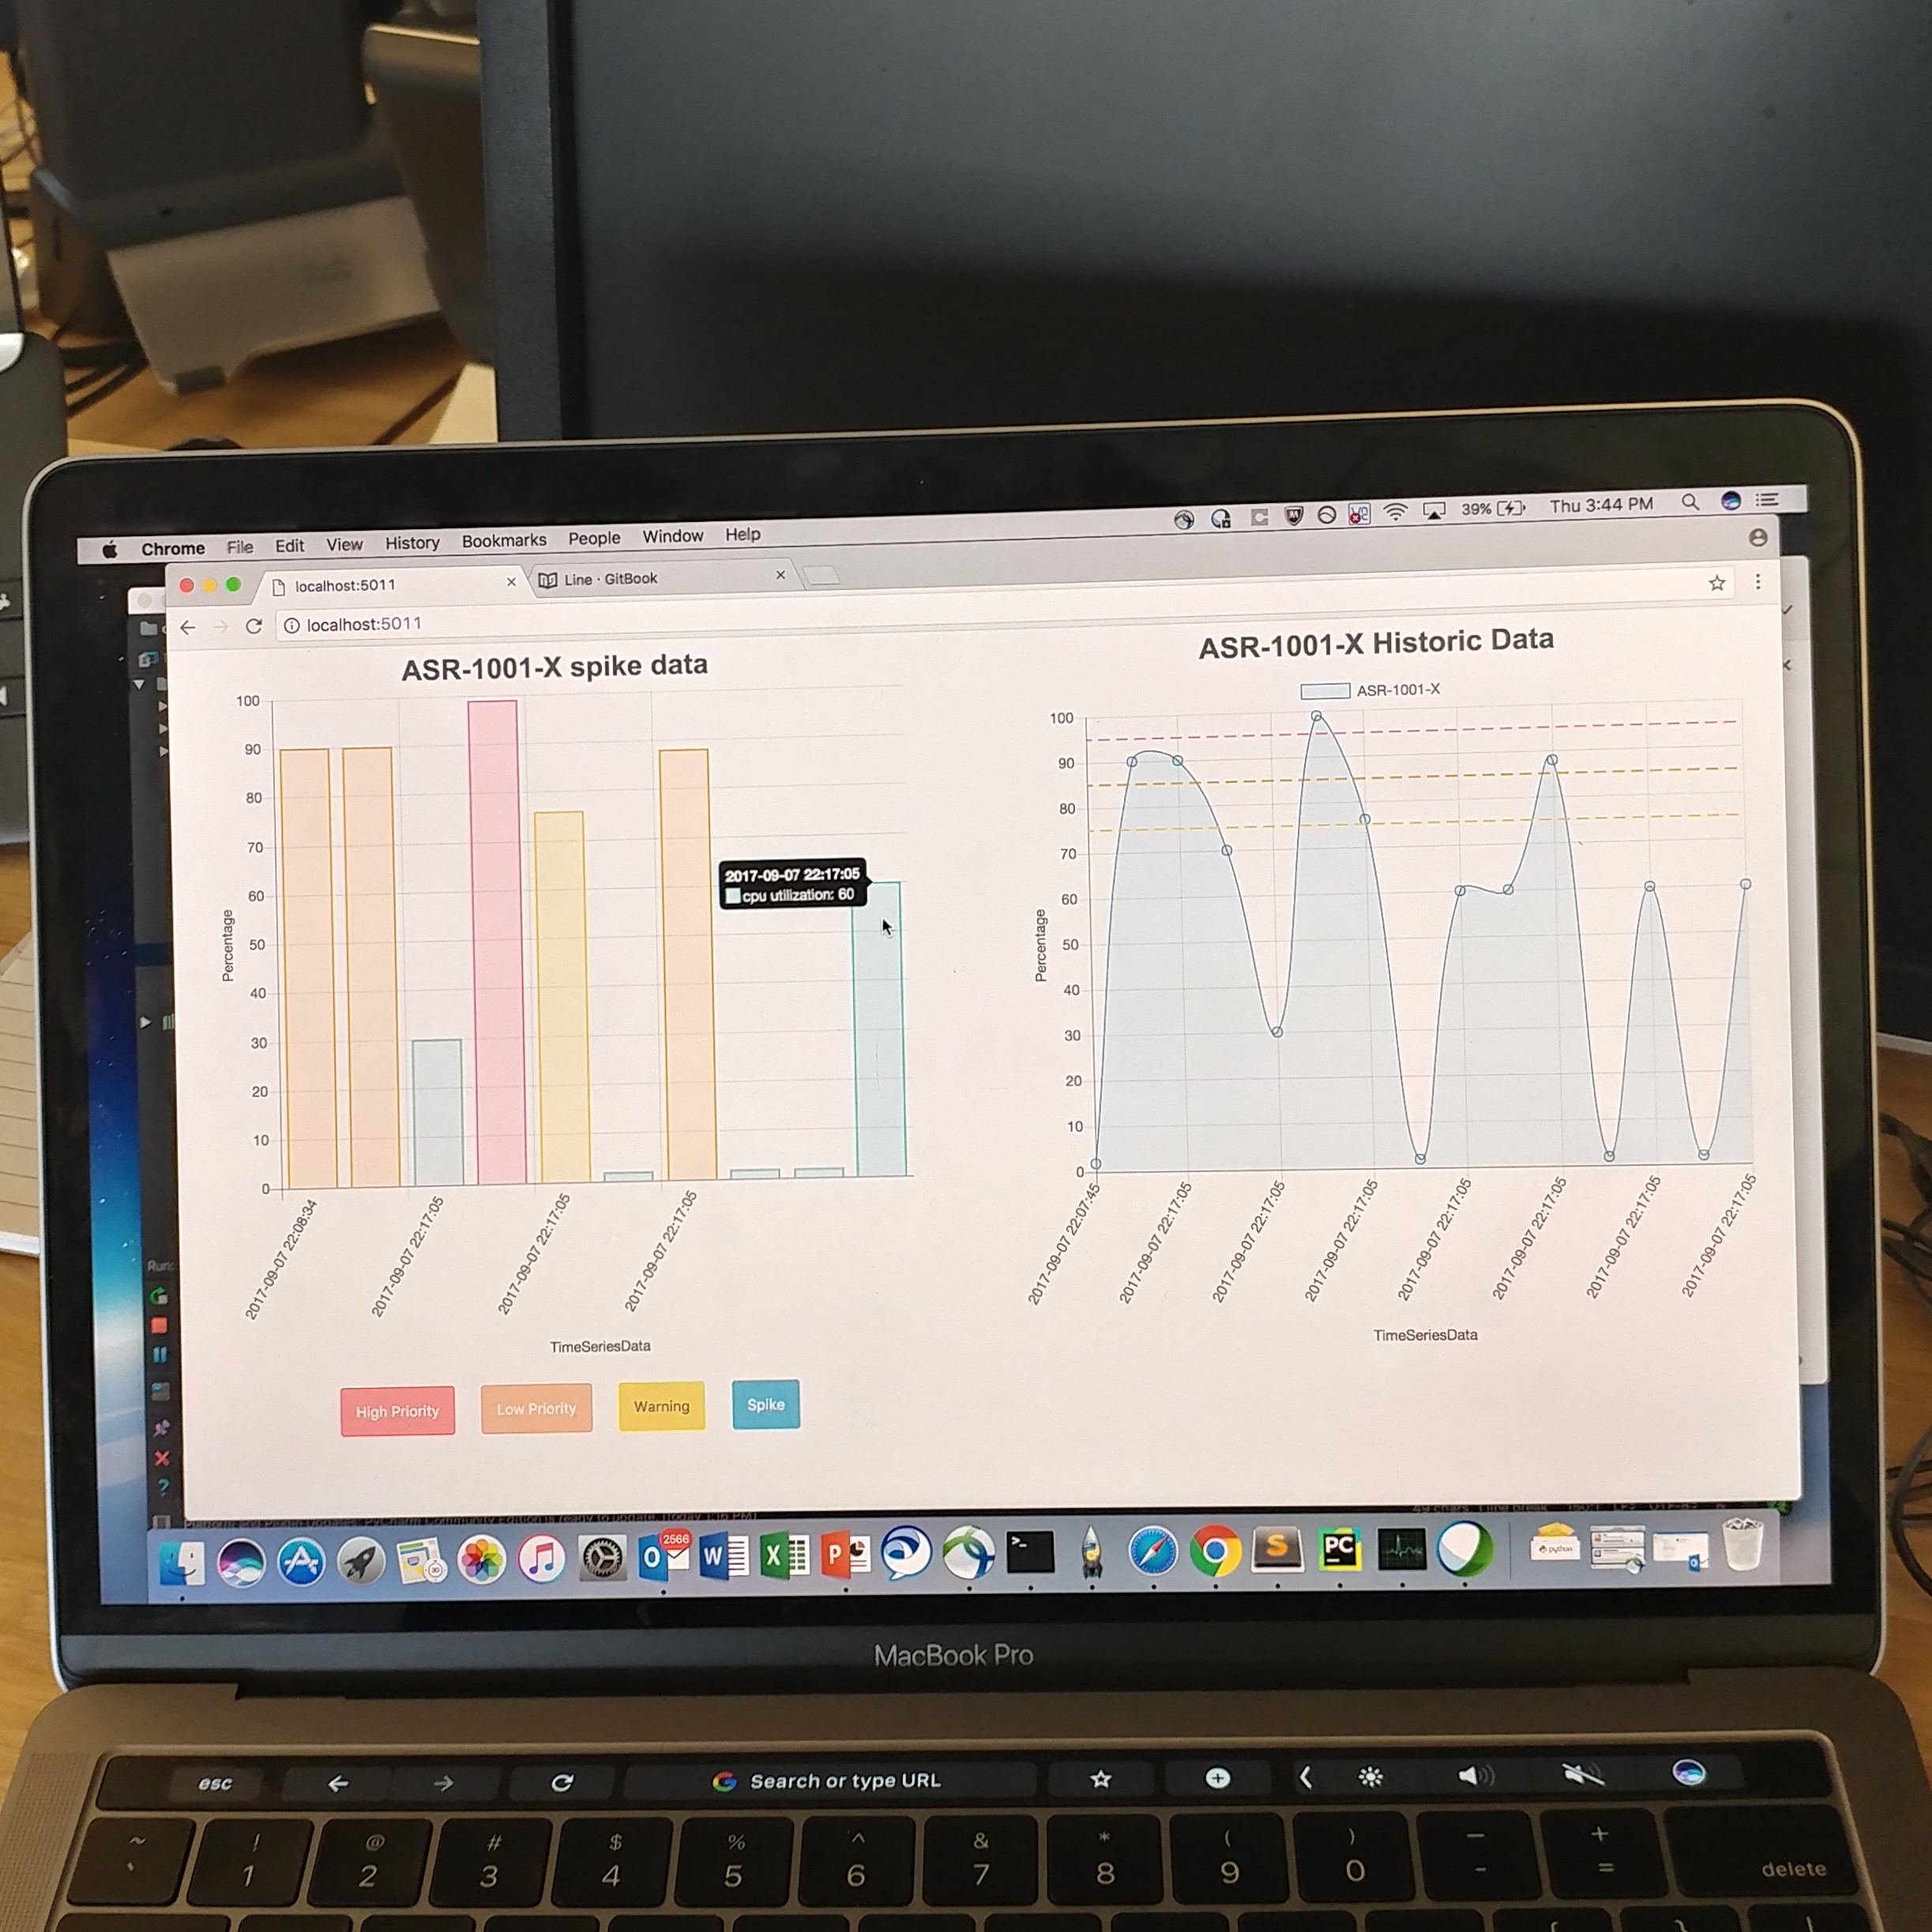 Chrome File Edit View History Bookmarks People Window Help 39% Thu 3:44 PM
localhost:5011 Line · GitBook
localhost:5011
ASR-1001-X spike data
100
90
80
70
60
50
40
30
20
10
0
Percentage
2017-09-07 22:17:05
cpu utilization: 60
2017-09-07 22:08:34
2017-09-07 22:17:05
2017-09-07 22:17:05
2017-09-07 22:17:05
TimeSeriesData
High Priority Low Priority Warning Spike
ASR-1001-X Historic Data
ASR-1001-X
100
90
80
70
60
50
40
30
20
10
0
Percentage
2017-09-07 22:07:45
2017-09-07 22:17:05
2017-09-07 22:17:05
2017-09-07 22:17:05
2017-09-07 22:17:05
2017-09-07 22:17:05
2017-09-07 22:17:05
2017-09-07 22:17:05
TimeSeriesData
Run:
2566
O W X P >_ S PC python
MacBook Pro
esc Search or type URL
~ ! @ # $ % ^ & * ( ) — +
` 1 2 3 4 5 6 7 8 9 0 - = delete